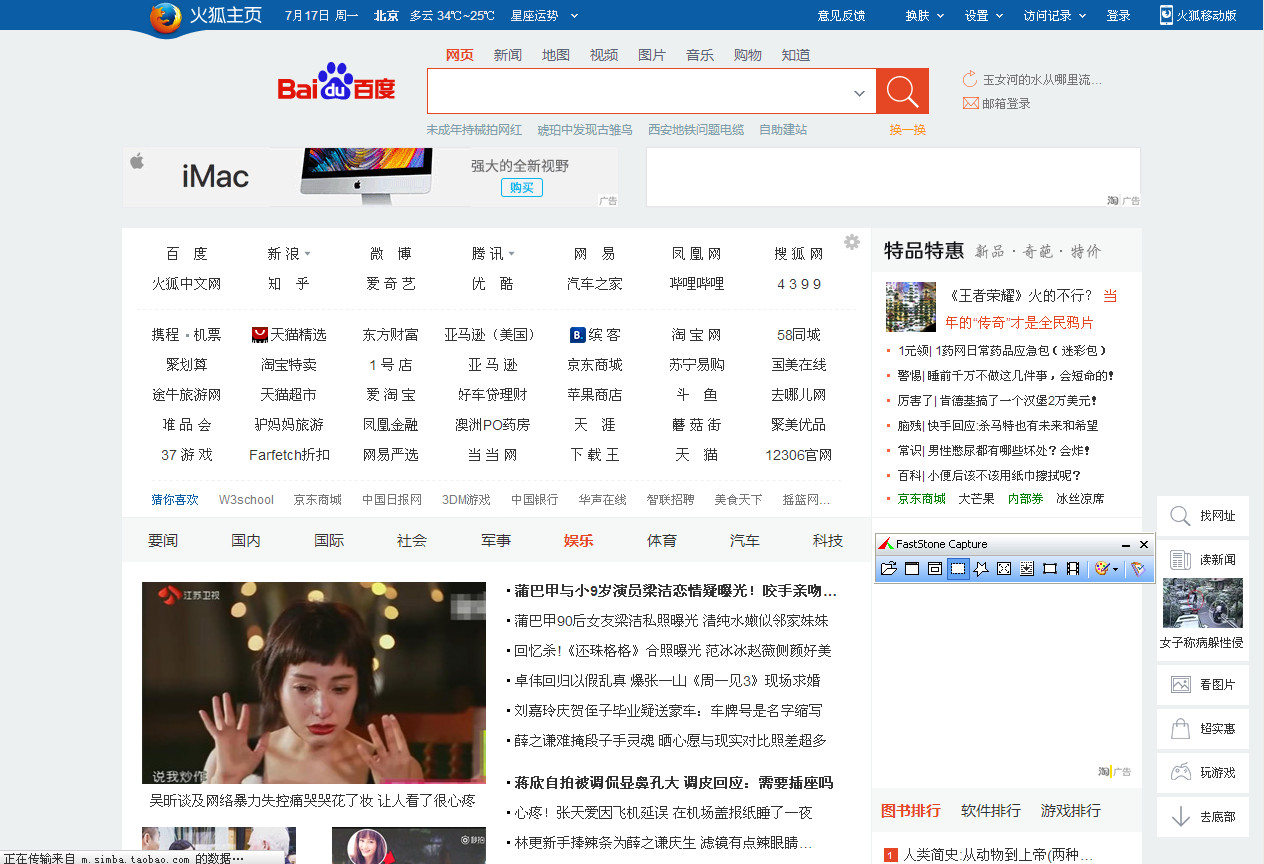 火狐主页 7月17日 周一 北京 多云 34℃~25℃ 星座运势 意见反馈 换肤 设置 访问记录 登录 火狐移动版
网页 新闻 地图 视频 图片 音乐 购物 知道
Bai du 百度
玉女河的水从哪里流...
邮箱登录
未成年持械拍网红 琥珀中发现古雏鸟 西安地铁问题电缆 自助建站 换一换
iMac 强大的全新视野
购买
广告
淘 广告
百 度 新 浪 微 博 腾 讯 网 易 凤 凰 网 搜 狐 网
火狐中文网 知 乎 爱 奇 艺 优 酷 汽车之家 哔哩哔哩 4 3 9 9
携程·机票 天猫精选 东方财富 亚马逊（美国） B. 缤 客 淘 宝 网 58同城
聚划算 淘宝特卖 1 号 店 亚 马 逊 京东商城 苏宁易购 国美在线
途牛旅游网 天猫超市 爱 淘 宝 好车贷理财 苹果商店 斗 鱼 去哪儿网
唯 品 会 驴妈妈旅游 凤凰金融 澳洲PO药房 天 涯 蘑 菇 街 聚美优品
37 游 戏 Farfetch折扣 网易严选 当 当 网 下 载 王 天 猫 12306官网
猜你喜欢 W3school 京东商城 中国日报网 3DM游戏 中国银行 华声在线 智联招聘 美食天下 摇篮网...
特品特惠 新品·奇葩·特价
《王者荣耀》火的不行？当
年的“传奇”才是全民鸦片
1元领| 1药网日常药品应急包（迷彩包）
警惕| 睡前千万不做这几件事，会短命的！
厉害了| 肯德基搞了一个汉堡2万美元！
脑残| 快手回应:杀马特也有未来和希望
常识| 男性憋尿都有哪些坏处？会炸！
百科| 小便后该不该用纸巾擦拭呢？
京东商城 大芒果 内部券 冰丝凉席
要闻 国内 国际 社会 军事 娱乐 体育 汽车 科技
江苏卫视
说我炒作
吴昕谈及网络暴力失控痛哭哭花了妆 让人看了很心疼
蒲巴甲与小9岁演员梁洁恋情疑曝光！咬手亲吻...
蒲巴甲90后女友梁洁私照曝光 清纯水嫩似邻家妹妹
回忆杀!《还珠格格》合照曝光 范冰冰赵薇侧颜好美
卓伟回归以假乱真 爆张一山《周一见3》现场求婚
刘嘉玲庆贺侄子毕业疑送豪车：车牌号是名字缩写
薛之谦难掩段子手灵魂 晒心愿与现实对比照差超多
蒋欣自拍被调侃显鼻孔大 调皮回应：需要插座吗
心疼！张天爱因飞机延误 在机场盖报纸睡了一夜
林更新手捧辣条为薛之谦庆生 滤镜有点辣眼睛...
FastStone Capture
淘 广告
图书排行 软件排行 游戏排行
1 人类简史:从动物到上帝(两种...
找网址
读新闻
女子称病躲性侵
看图片
超实惠
玩游戏
去底部
正在传输来自 m.simba.taobao.com 的数据…